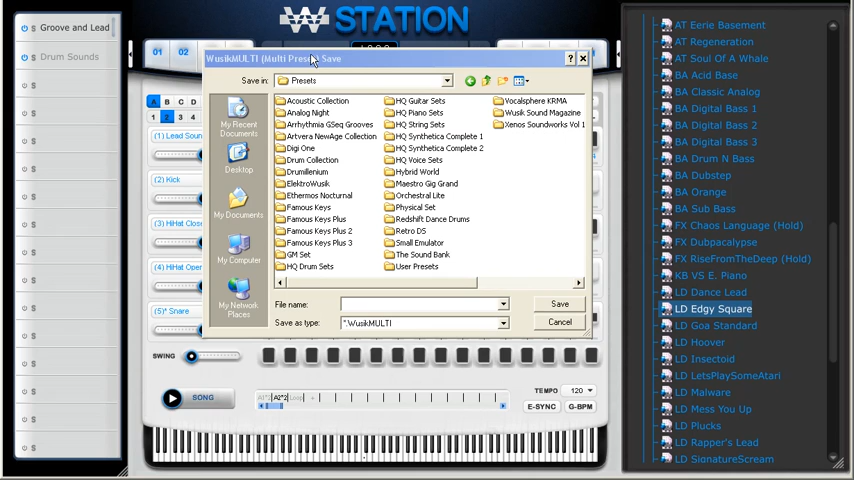 Groove and Lead
S
Drum Sounds
S
W STATION
01
02
A B C D
1 2 3 4
(1) Lead Soun
(2) Kick
(3) HiHat Close
(4) HiHat Oper
(5)* Snare
SWING
SONG
A1*2 A2*2 Loop +
TEMPO 120
E-SYNC
G-BPM
WusikMULTI (Multi Preset) Save
Save in: Presets
My Recent Documents
Desktop
My Documents
My Computer
My Network Places
Acoustic Collection
Analog Night
Arrhythmia GSeq Grooves
Artvera NewAge Collection
Digi One
Drum Collection
Drumillenium
ElektroWusik
Ethermos Nocturnal
Famous Keys
Famous Keys Plus
Famous Keys Plus 2
Famous Keys Plus 3
GM Set
HQ Drum Sets
HQ Guitar Sets
HQ Piano Sets
HQ String Sets
HQ Synthetica Complete 1
HQ Synthetica Complete 2
HQ Voice Sets
Hybrid World
Maestro Gig Grand
Orchestral Lite
Physical Set
Redshift Dance Drums
Retro D5
Small Emulator
The Sound Bank
User Presets
Vocalsphere KRMA
Wusik Sound Magazine
Xenos Soundworks Vol 1
File name:
Save
Save as type: *.WusikMULTI
Cancel
AT Eerie Basement
AT Regeneration
AT Soul Of A Whale
BA Acid Base
BA Classic Analog
BA Digital Bass 1
BA Digital Bass 2
BA Digital Bass 3
BA Drum N Bass
BA Dubstep
BA Orange
BA Sub Bass
FX Chaos Language (Hold)
FX Dubpacalypse
FX RiseFromTheDeep (Hold)
KB VS E. Piano
LD Dance Lead
LD Edgy Square
LD Goa Standard
LD Hoover
LD Insectoid
LD LetsPlaySomeAtari
LD Malware
LD Mess You Up
LD Plucks
LD Rapper's Lead
LD SignatureScream